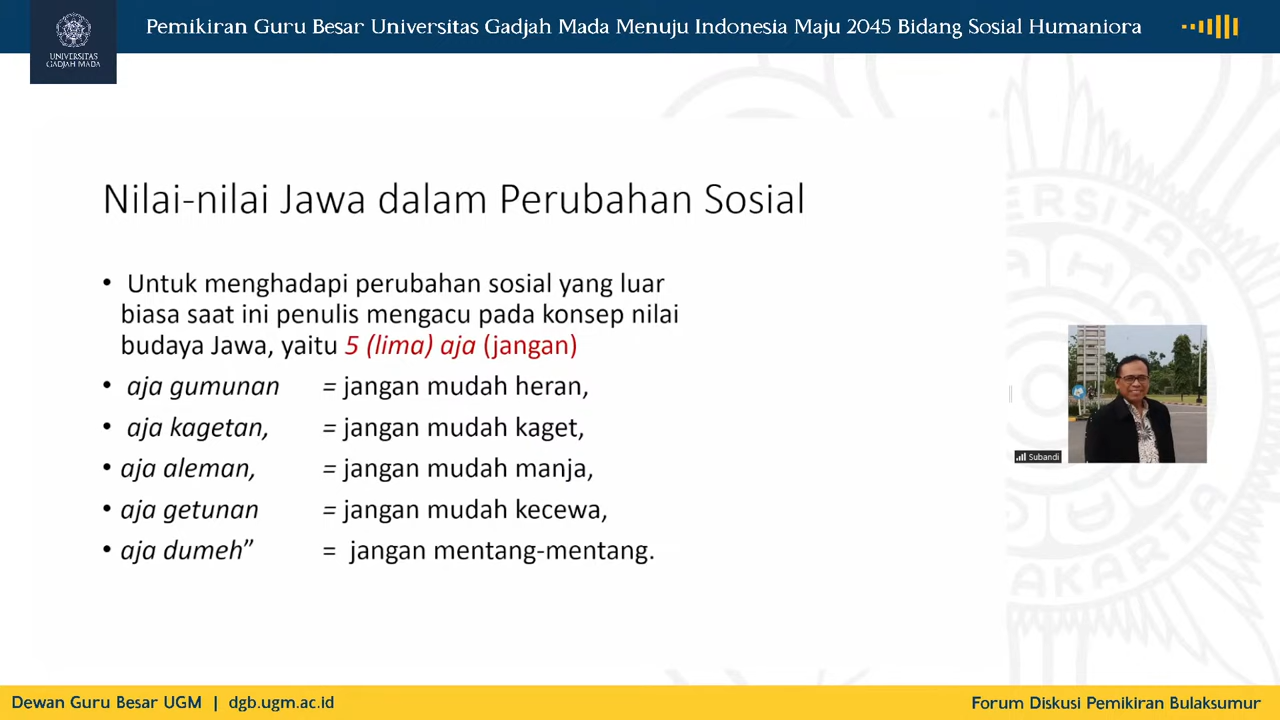 Pemikiran Guru Besar Universitas Gadjah Mada Menuju Indonesia Maju 2045 Bidang Sosial Humaniora
UNIVERSITAS
GADJAH MADA
Nilai-nilai Jawa dalam Perubahan Sosial
• Untuk menghadapi perubahan sosial yang luar
biasa saat ini penulis mengacu pada konsep nilai
budaya Jawa, yaitu 5 (lima) aja (jangan)
• aja gumunan = jangan mudah heran,
• aja kagetan, = jangan mudah kaget,
• aja aleman, = jangan mudah manja,
• aja getunan = jangan mudah kecewa,
• aja dumeh” = jangan mentang-mentang.
Subandi
Dewan Guru Besar UGM | dgb.ugm.ac.id
Forum Diskusi Pemikiran Bulaksumur